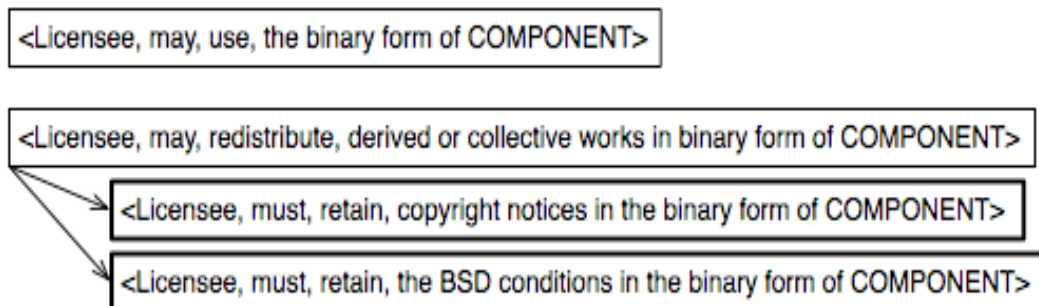 <Licensee, may, use, the binary form of COMPONENT>
<Licensee, may, redistribute, derived or collective works in binary form of COMPONENT>
<Licensee, must, retain, copyright notices in the binary form of COMPONENT>
<Licensee, must, retain, the BSD conditions in the binary form of COMPONENT>